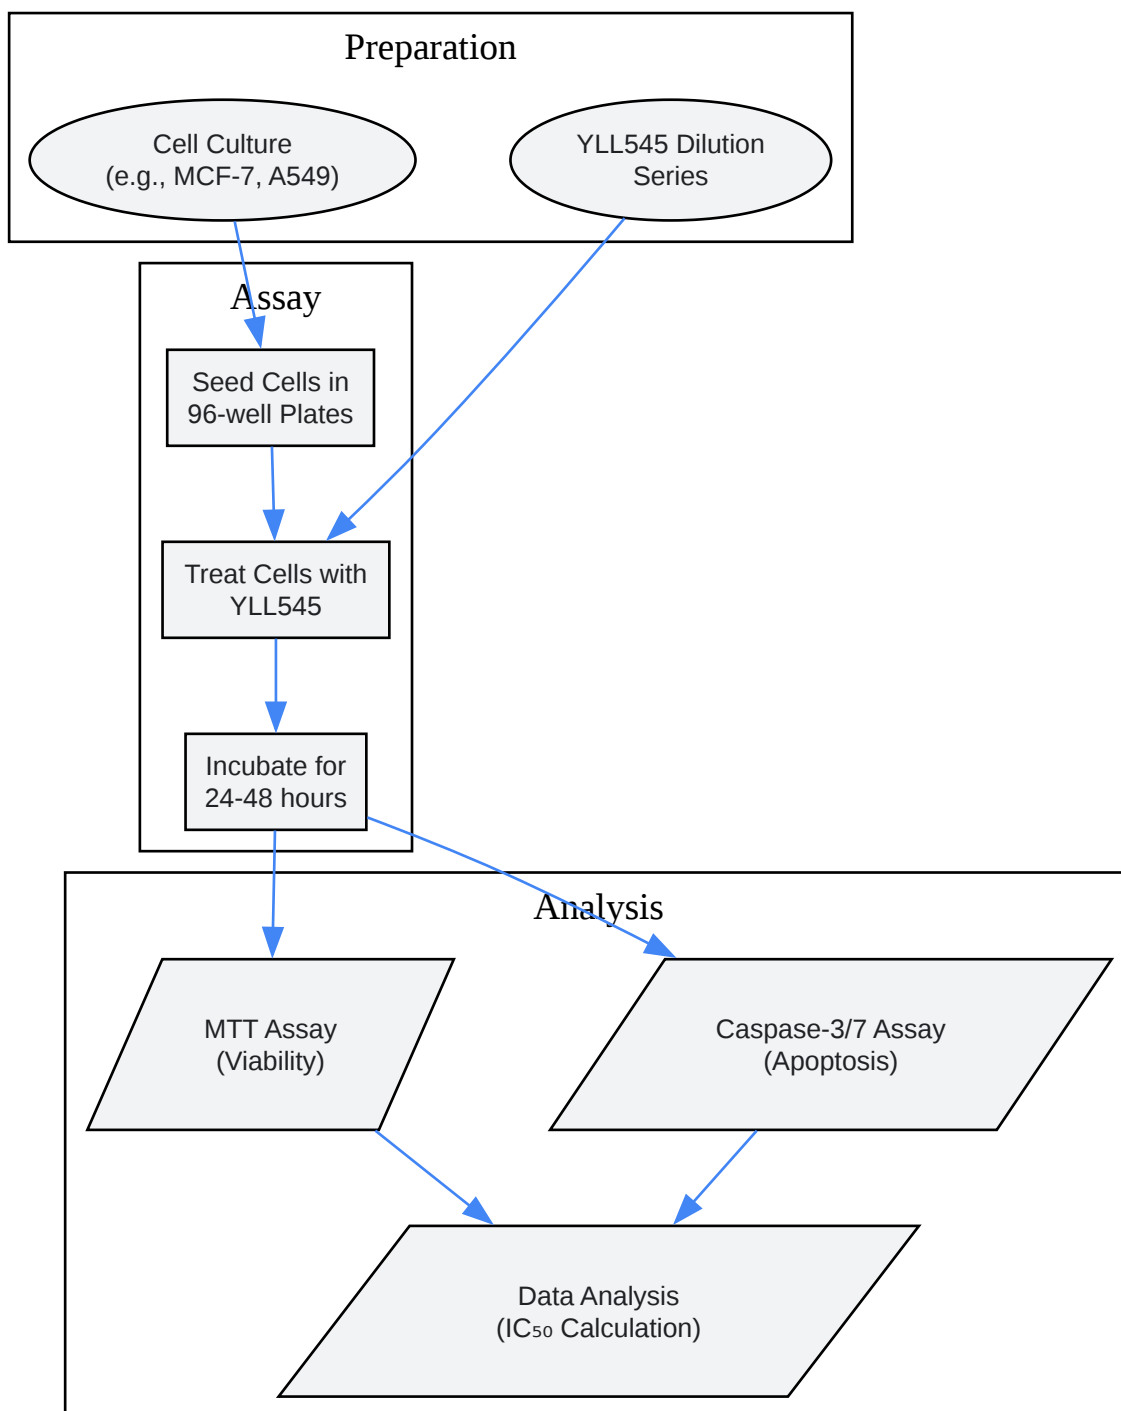 Preparation
Cell Culture
(e.g., MCF-7, A549)
YLL545 Dilution
Series
Assay
Seed Cells in
96-well Plates
Treat Cells with
YLL545
Incubate for
24-48 hours
Analysis
MTT Assay
(Viability)
Caspase-3/7 Assay
(Apoptosis)
Data Analysis
(IC₅₀ Calculation)